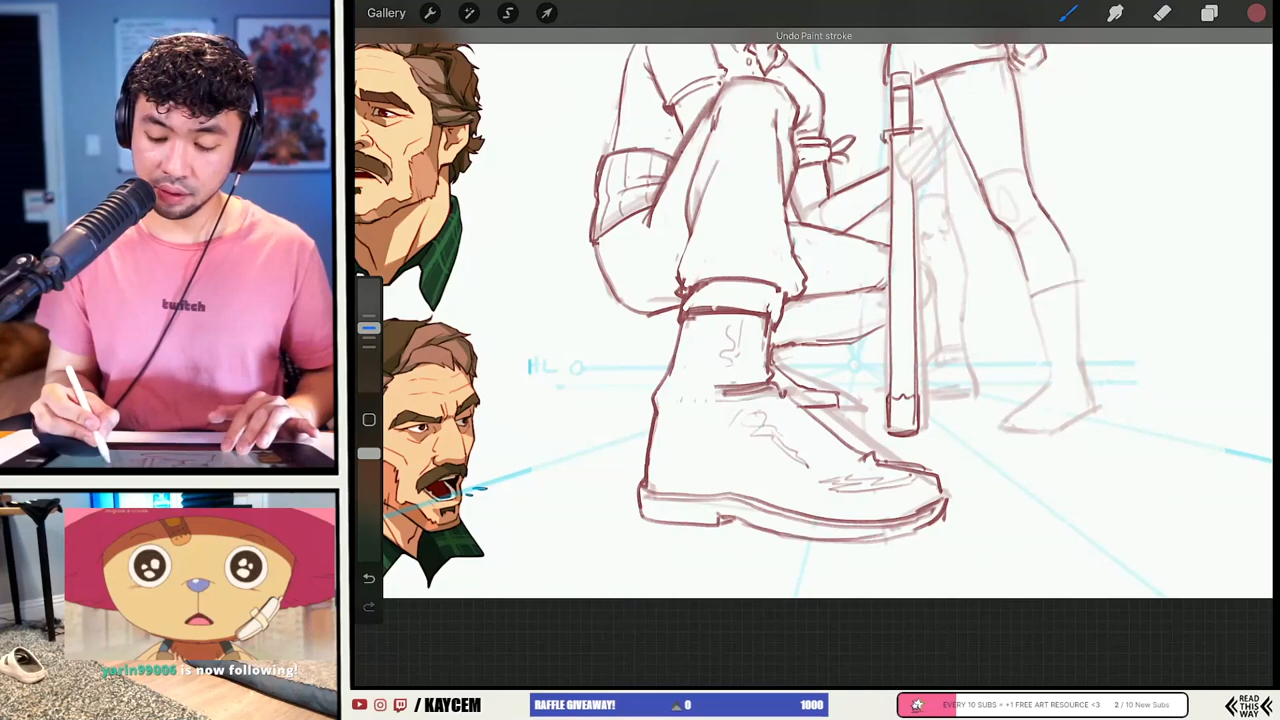 Gallery
Undo Paint stroke
twitch
HL
yarin99006 is now following!
/ KAYCEM
RAFFLE GIVEAWAY!
0
1000
EVERY 10 SUBS = +1 FREE ART RESOURCE <3
2 / 10 New Subs
READ
THIS
WAY